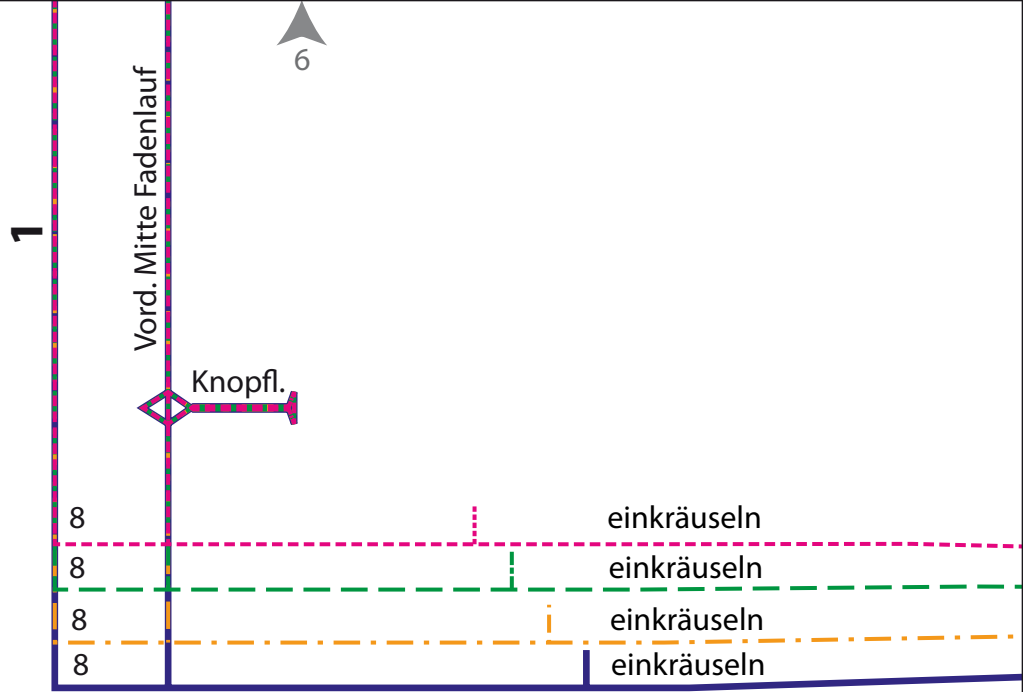 6
1
Vord. Mitte Fadenlauf
Knopfl.
8 einkräuseln
8 einkräuseln
8 einkräuseln
8 einkräuseln